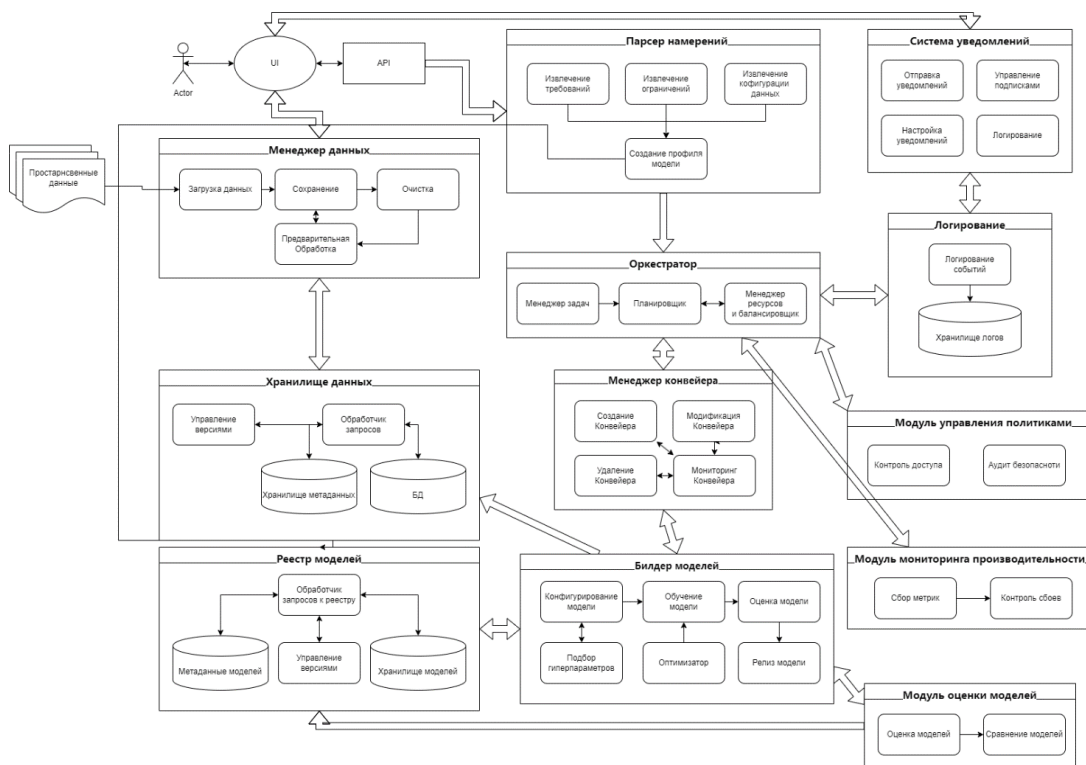 Actor
UI
API
Парсер намерений
Извлечение
требований
Извлечение
ограничений
Извлечение
кофигурации
данных
Создание профиля
модели
Система уведомлений
Отправка
уведомлений
Управление
подписками
Настройка
уведомлений
Логирование
Простарнсвенные
данные
Менеджер данных
Загрузка данных
Сохранение
Очистка
Предварительная
Обработка
Оркестратор
Менеджер задач
Планировщик
Менеджер
ресурсов
и балансировщик
Логирование
Логирование
событий
Хранилище логов
Хранилище данных
Управление
версиями
Обработчик
запросов
Хранилище метаданных
БД
Менеджер конвейера
Создание
Конвейера
Модификация
Конвейера
Удаление
Конвейера
Мониторинг
Конвейера
Модуль управления политиками
Контроль доступа
Аудит безопасноти
Реестр моделей
Обработчик
запросов к реестру
Метаданные моделей
Управление
версиями
Хранилище моделей
Билдер моделей
Конфигурирование
модели
Обучение
модели
Оценка модели
Подбор
гиперпараметров
Оптимизатор
Релиз модели
Модуль мониторинга производительности
Сбор метрик
Контроль сбоев
Модуль оценки моделей
Оценка моделей
Сравнение моделей